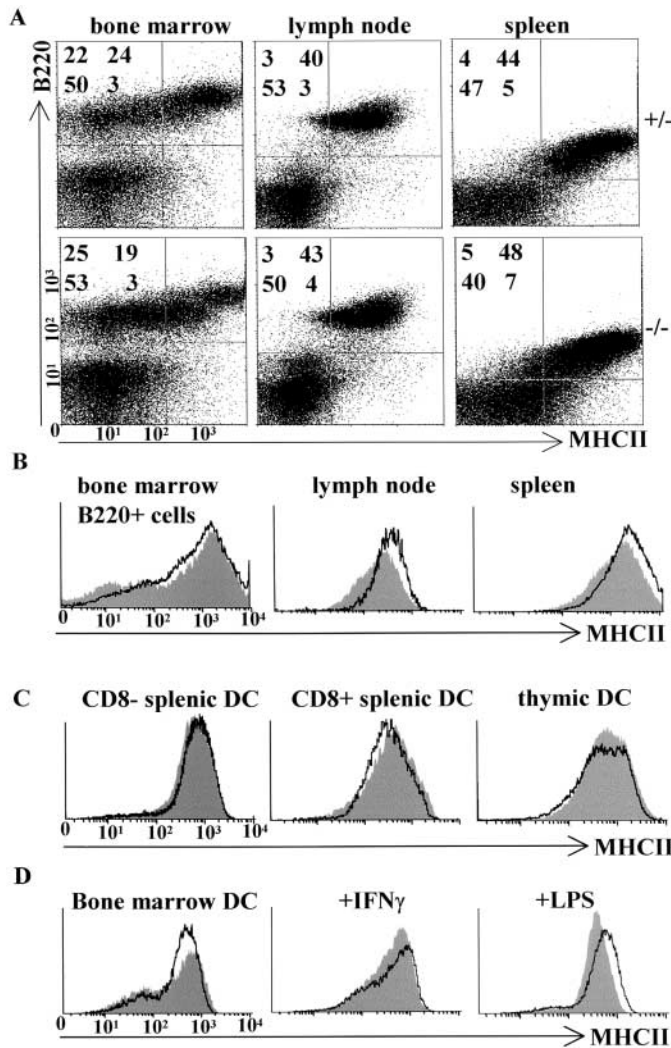 A
bone marrow
lymph node
spleen
B220
22 24
50 3
3 40
53 3
4 44
47 5
+/-
25 19
53 3
3 43
50 4
5 48
40 7
-/-
10³
10²
10¹
0 10¹ 10² 10³
MHCII
B
bone marrow
B220+ cells
lymph node
spleen
0 10¹ 10² 10³ 10⁴
MHCII
C
CD8- splenic DC
CD8+ splenic DC
thymic DC
0 10¹ 10² 10³ 10⁴
MHCII
D
Bone marrow DC
+IFNγ
+LPS
0 10¹ 10² 10³ 10⁴
MHCII